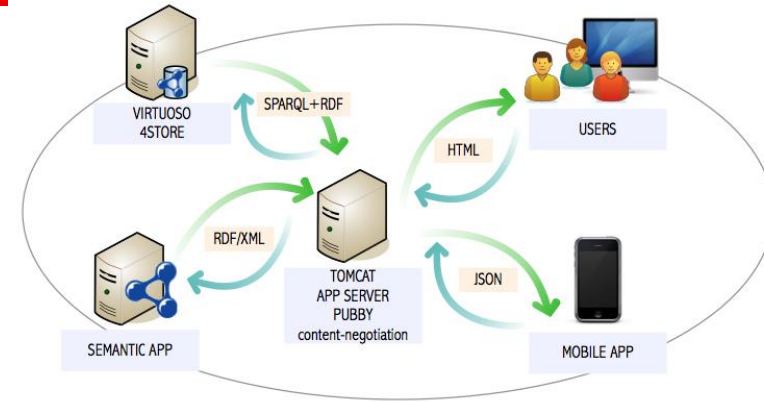 VIRTUOSO
4STORE
SPARQL+RDF
USERS
HTML
RDF/XML
TOMCAT
APP SERVER
PUBBY
content-negotiation
JSON
SEMANTIC APP
MOBILE APP